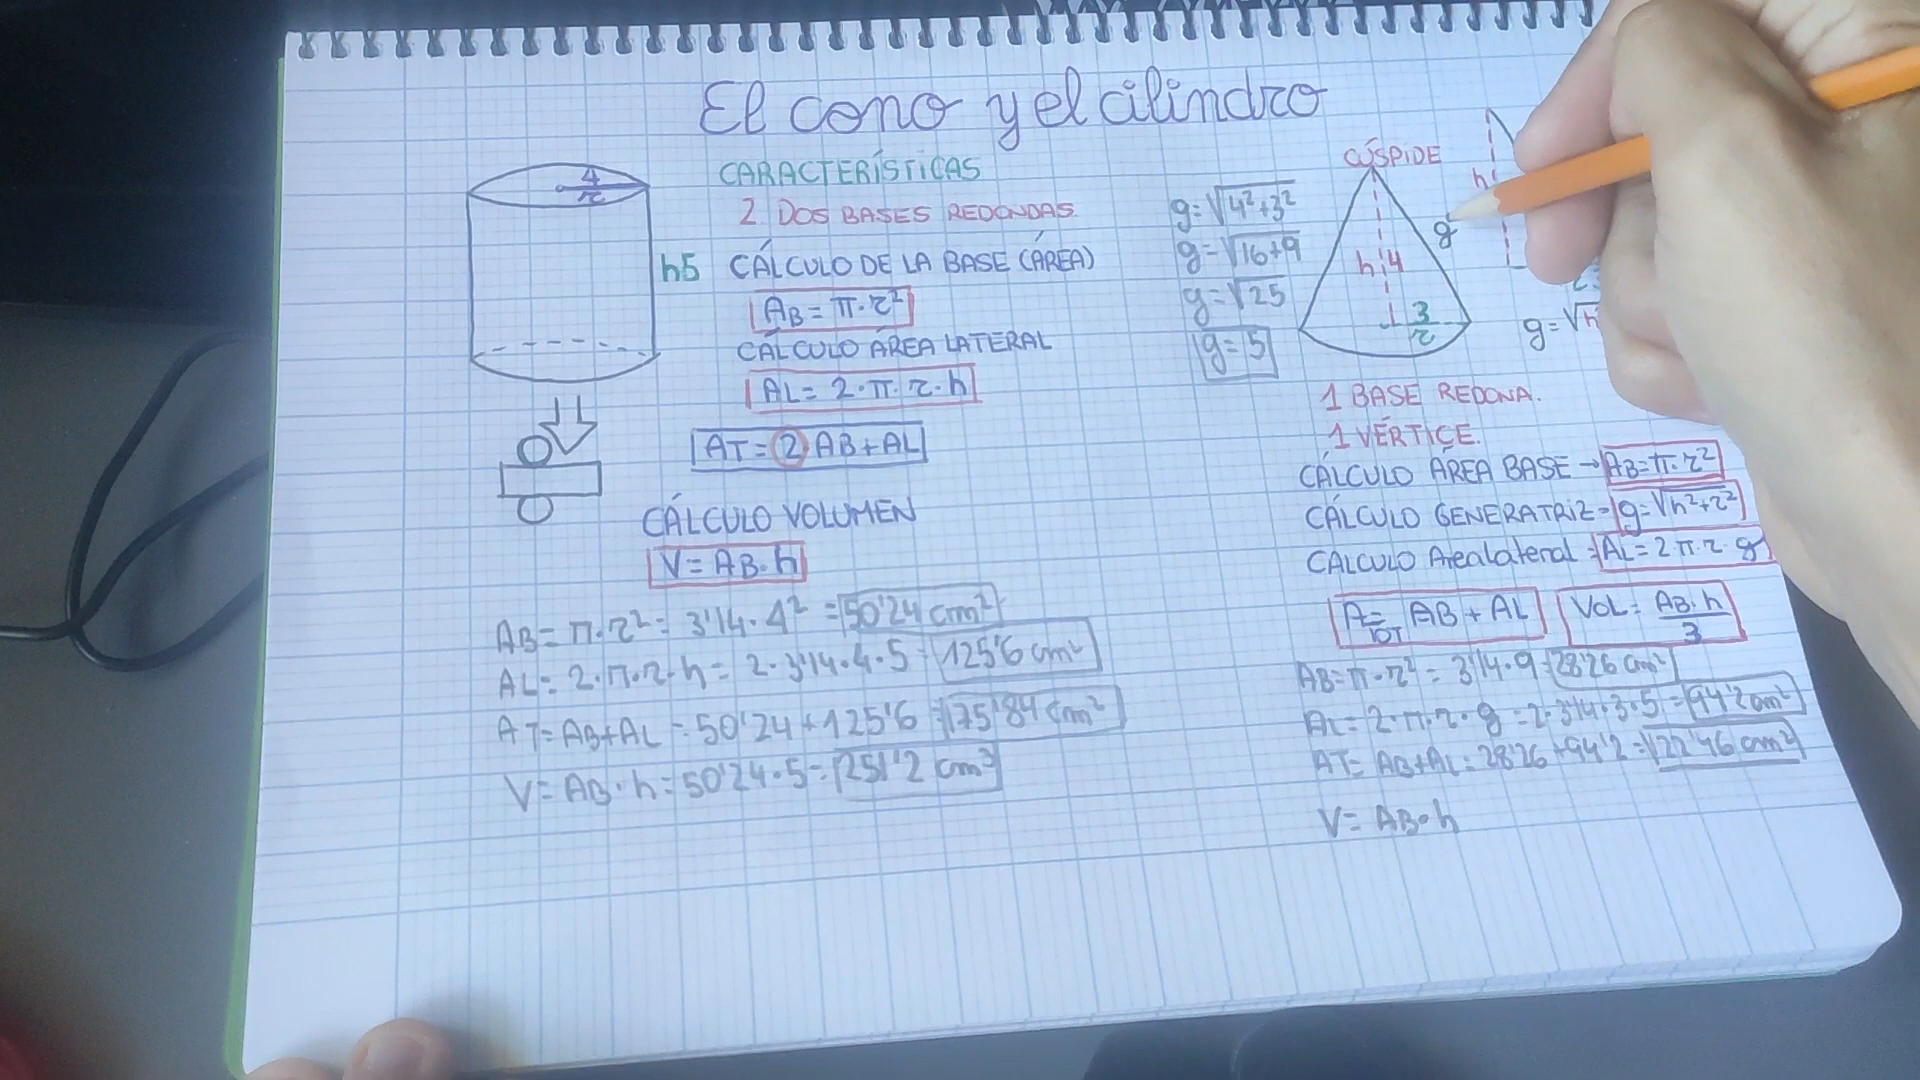 El cono y el cilindro
4
r
h5
CARACTERÍSTICAS
2 DOS BASES REDONDAS.
CÁLCULO DE LA BASE (ÁREA)
AB = π·r²
CÁLCULO ÁREA LATERAL
AL = 2·π·r·h
AT = 2 AB + AL
CÁLCULO VOLUMEN
V = AB·h
AB = π·r² = 3'14·4² = 50'24 cm²
AL = 2·π·r·h = 2·3'14·4·5 = 125'6 cm²
AT = AB+AL = 50'24 + 125'6 = 175'84 cm²
V = AB·h = 50'24·5 = 251'2 cm³
g = √4²+3²
g = √16+9
g = √25
g = 5
CÚSPIDE
h 4
g
3
r
h
g = √h
1 BASE REDONA.
1 VÉRTICE.
CÁLCULO ÁREA BASE → AB = π·r²
CÁLCULO GENERATRIZ = g = √h²+r²
CALCULO Area lateral = AL = 2·π·r·g
A TOT = AB + AL
VOL = AB·h / 3
AB = π·r² = 3'14·9 = 28'26 cm²
AL = 2·π·r·g = 2·3'14·3·5 = 94'2 cm²
AT = AB+AL = 28'26 + 94'2 = 122'46 cm²
V = AB·h